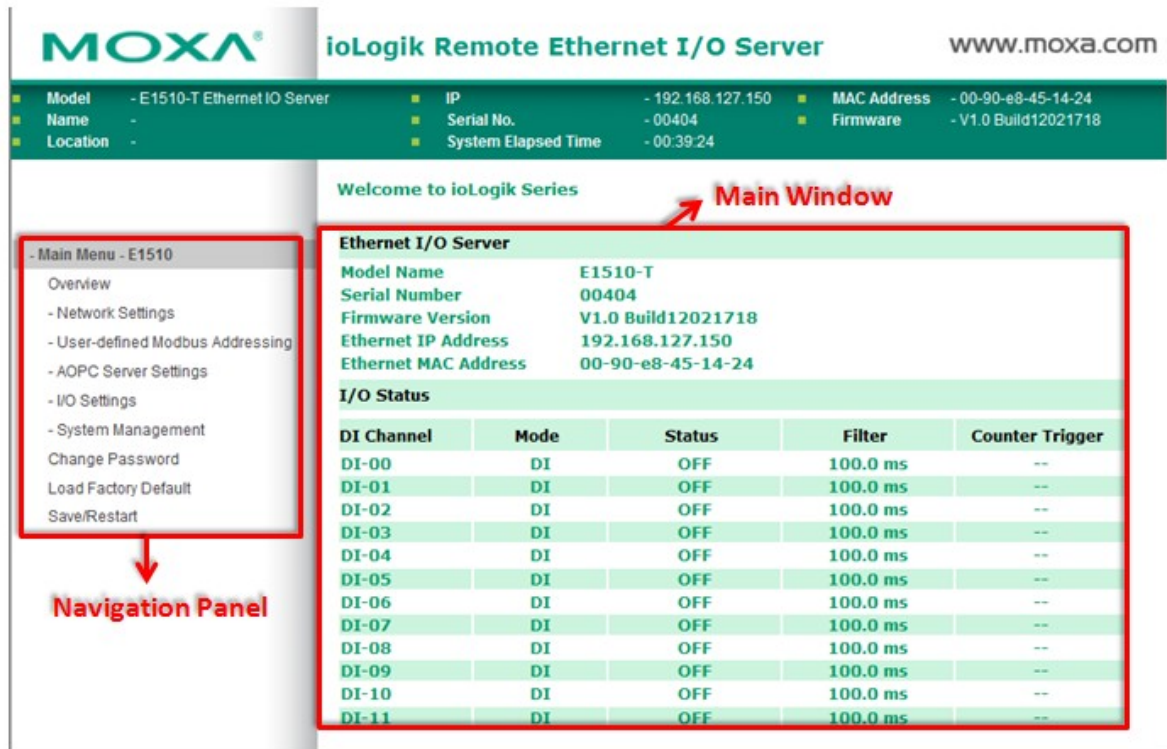 MOXA® ioLogik Remote Ethernet I/O Server www.moxa.com
Model - E1510-T Ethernet IO Server IP - 192.168.127.150 MAC Address - 00-90-e8-45-14-24
Name - Serial No. - 00404 Firmware - V1.0 Build12021718
Location - System Elapsed Time - 00:39:24
Welcome to ioLogik Series
Main Window
- Main Menu - E1510
Overview
- Network Settings
- User-defined Modbus Addressing
- AOPC Server Settings
- I/O Settings
- System Management
Change Password
Load Factory Default
Save/Restart
Navigation Panel
Ethernet I/O Server
Model Name E1510-T
Serial Number 00404
Firmware Version V1.0 Build12021718
Ethernet IP Address 192.168.127.150
Ethernet MAC Address 00-90-e8-45-14-24
I/O Status
DI Channel Mode Status Filter Counter Trigger
DI-00 DI OFF 100.0 ms --
DI-01 DI OFF 100.0 ms --
DI-02 DI OFF 100.0 ms --
DI-03 DI OFF 100.0 ms --
DI-04 DI OFF 100.0 ms --
DI-05 DI OFF 100.0 ms --
DI-06 DI OFF 100.0 ms --
DI-07 DI OFF 100.0 ms --
DI-08 DI OFF 100.0 ms --
DI-09 DI OFF 100.0 ms --
DI-10 DI OFF 100.0 ms --
DI-11 DI OFF 100.0 ms --